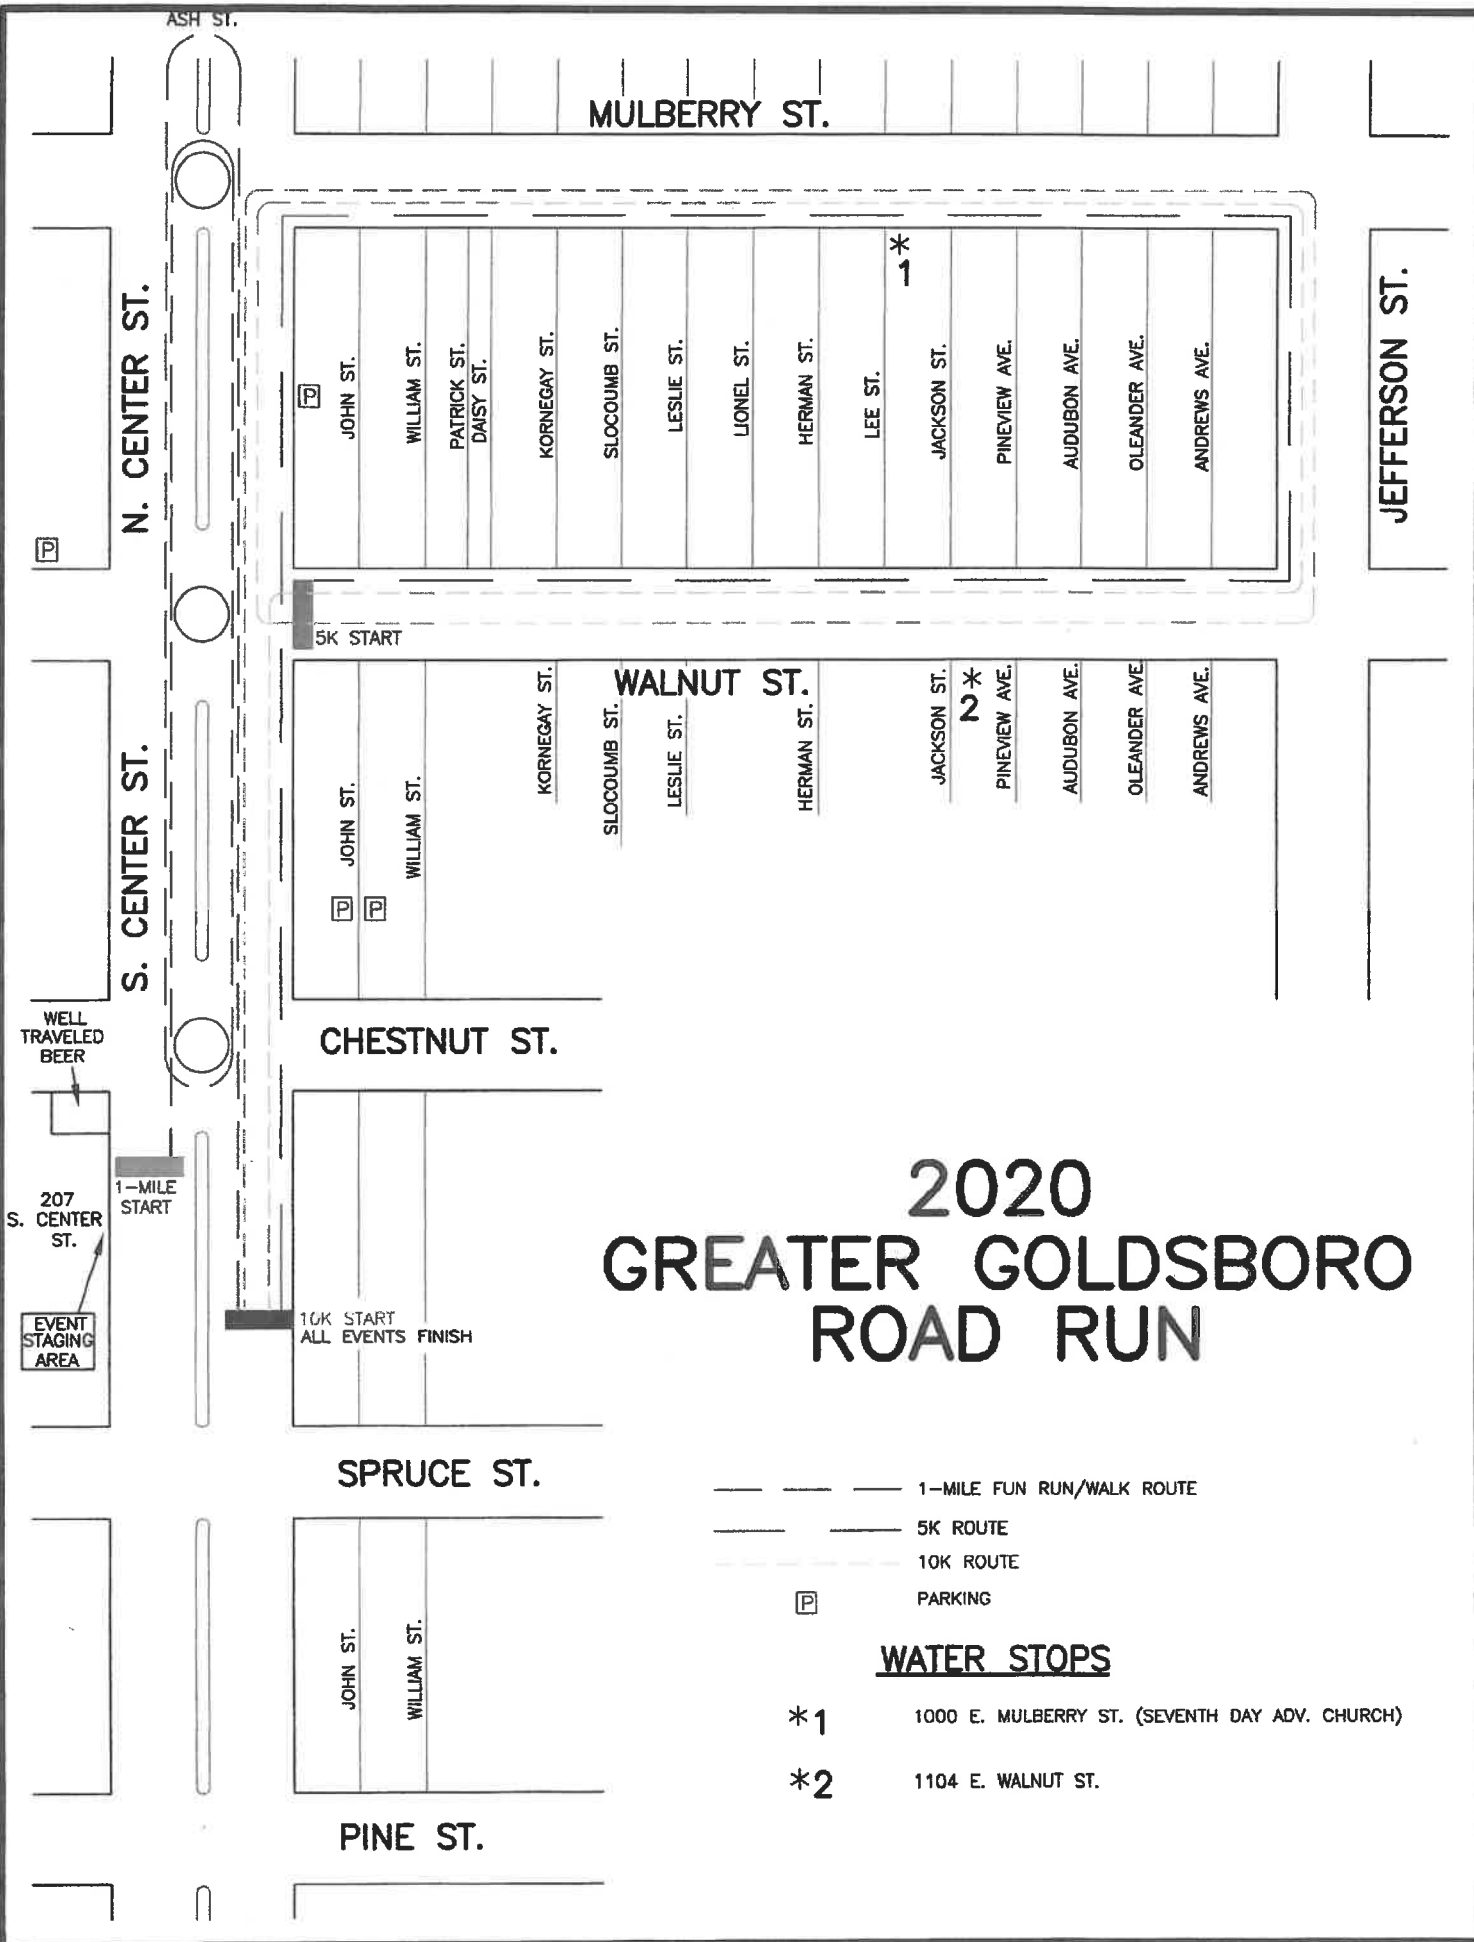 ASH ST.
MULBERRY ST.
N. CENTER ST.
*
1
JEFFERSON ST.
P
JOHN ST.
WILLIAM ST.
PATRICK ST.
DAISY ST.
KORNEGAY ST.
SLOCOUMB ST.
LESLIE ST.
LIONEL ST.
HERMAN ST.
LEE ST.
JACKSON ST.
PINEVIEW AVE.
AUDUBON AVE.
OLEANDER AVE.
ANDREWS AVE.
P
5K START
WALNUT ST.
S. CENTER ST.
JOHN ST.
WILLIAM ST.
KORNEGAY ST.
SLOCOUMB ST.
LESLIE ST.
HERMAN ST.
JACKSON ST.
*
2
PINEVIEW AVE.
AUDUBON AVE.
OLEANDER AVE.
ANDREWS AVE.
P P
WELL
TRAVELED
BEER
CHESTNUT ST.
1-MILE
START
207
S. CENTER
ST.
EVENT
STAGING
AREA
10K START
ALL EVENTS FINISH
2020
GREATER GOLDSBORO
ROAD RUN
SPRUCE ST.
1-MILE FUN RUN/WALK ROUTE
5K ROUTE
10K ROUTE
P PARKING
JOHN ST.
WILLIAM ST.
WATER STOPS
*1 1000 E. MULBERRY ST. (SEVENTH DAY ADV. CHURCH)
*2 1104 E. WALNUT ST.
PINE ST.